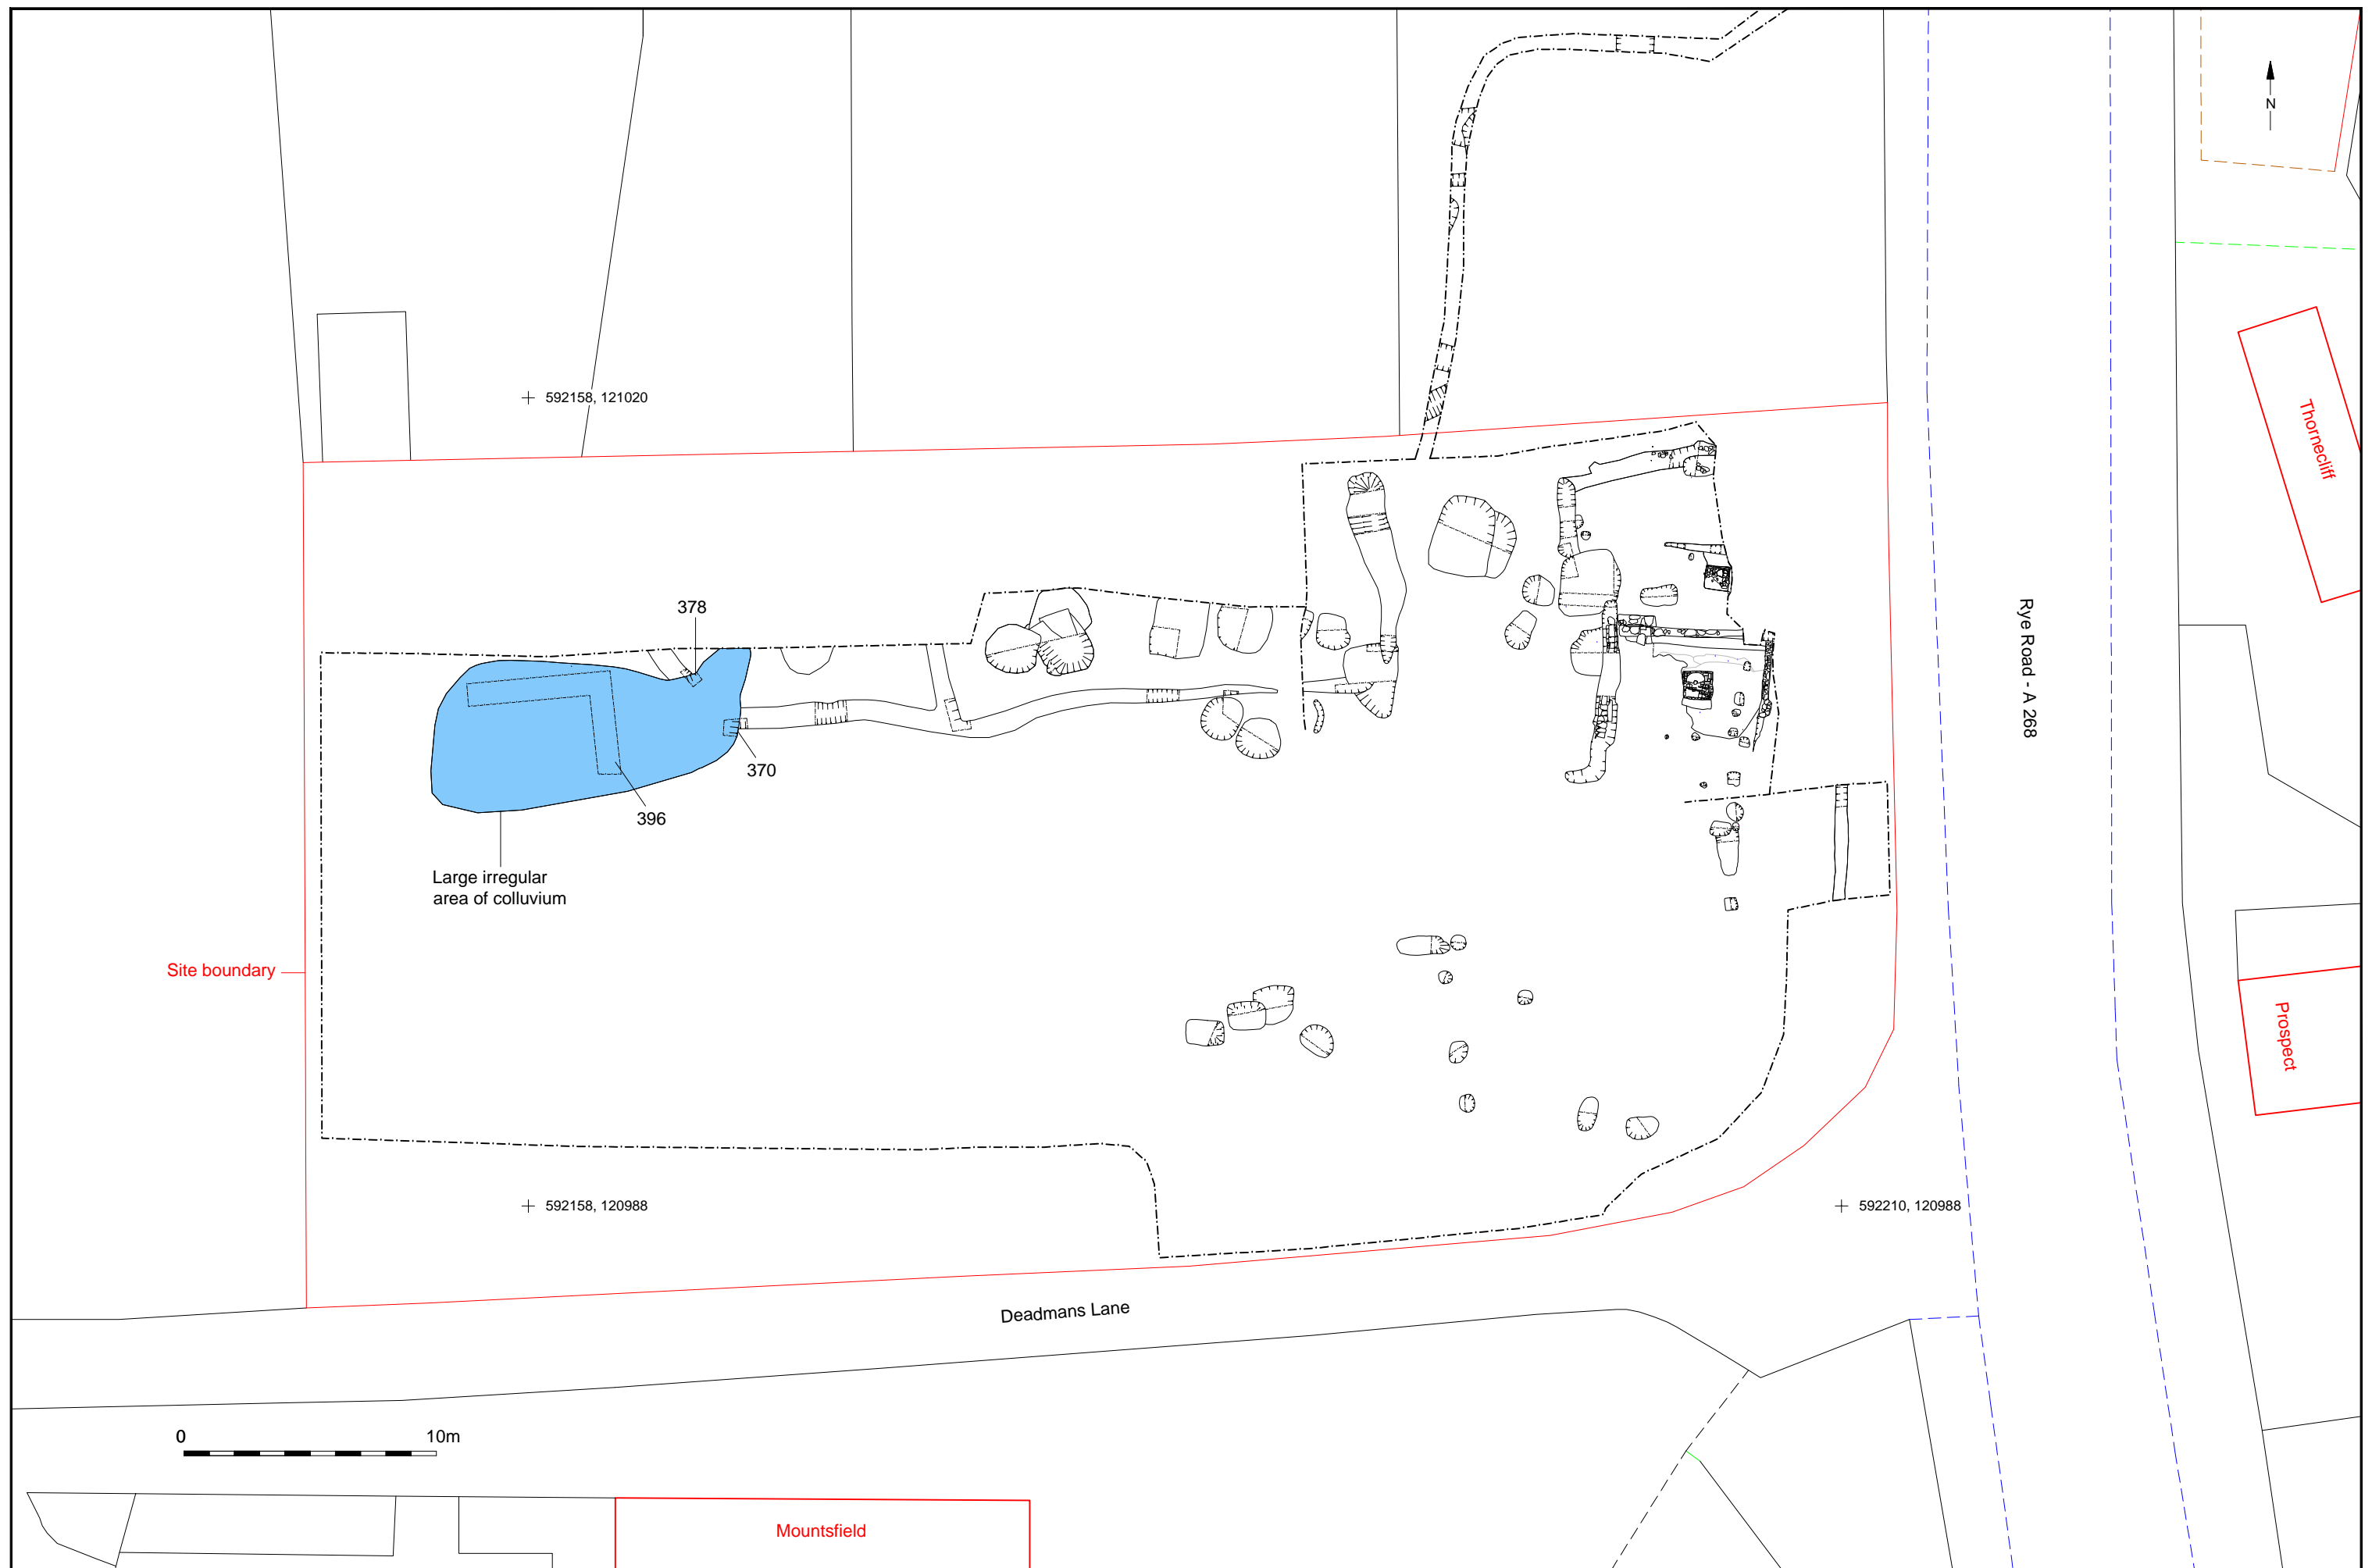 N
592158, 121020
Thornecliff
378
Rye Road - A 268
370
396
Large irregular
area of colluvium
Site boundary
Prospect
592158, 120988
592210, 120988
Deadmans Lane
0 10m
Mountsfield